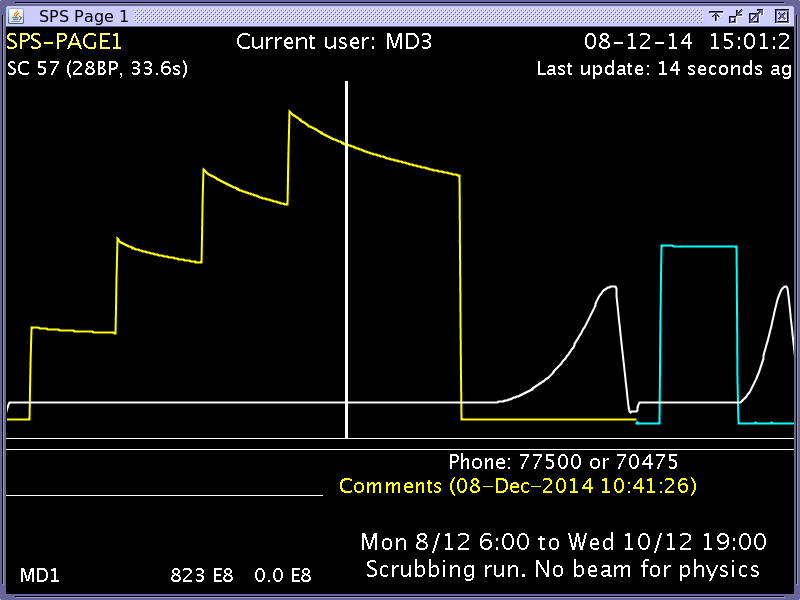 SPS Page 1
SPS-PAGE1 Current user: MD3 08-12-14 15:01:2
SC 57 (28BP, 33.6s) Last update: 14 seconds ag
Phone: 77500 or 70475
Comments (08-Dec-2014 10:41:26)
Mon 8/12 6:00 to Wed 10/12 19:00
Scrubbing run. No beam for physics
MD1 823 E8 0.0 E8